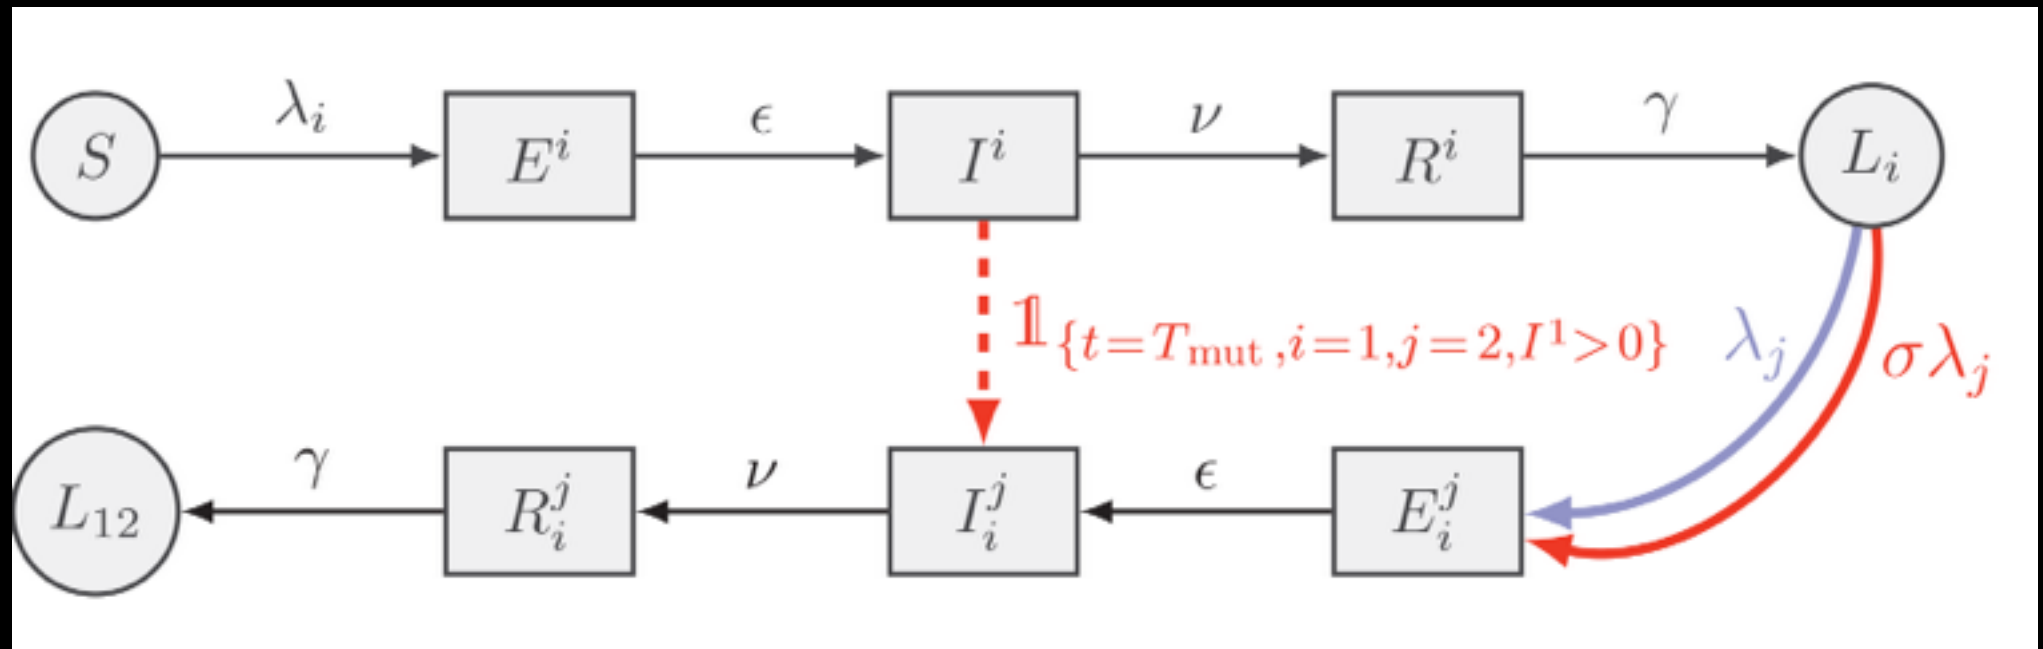 λ_i ϵ ν γ
S E^i I^i R^i L_i
𝟙_{t=T_mut ,i=1,j=2,I^1>0} λ_j σλ_j
γ ν ϵ
L_12 R_i^j I_i^j E_i^j